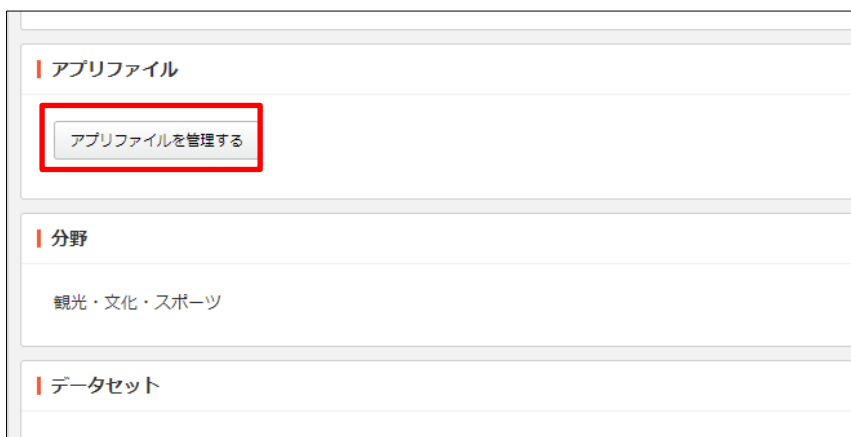 アプリファイル
アプリファイルを管理する
分野
観光・文化・スポーツ
データセット